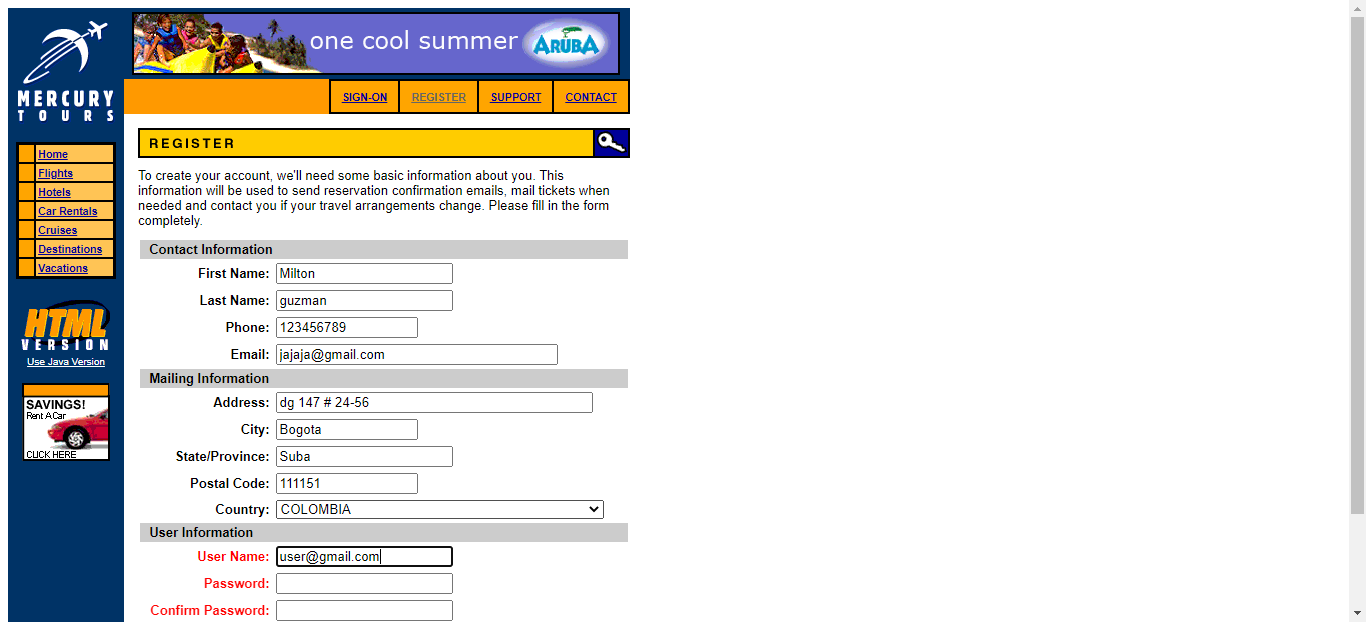 MERCURY
TOURS
one cool summer
ARUBA
SIGN-ON
REGISTER
SUPPORT
CONTACT
Home
Flights
Hotels
Car Rentals
Cruises
Destinations
Vacations
HTML
VERSION
Use Java Version
SAVINGS!
Rent A Car
CLICK HERE
REGISTER
To create your account, we'll need some basic information about you. This
information will be used to send reservation confirmation emails, mail tickets when
needed and contact you if your travel arrangements change. Please fill in the form
completely.
Contact Information
First Name: Milton
Last Name: guzman
Phone: 123456789
Email: jajaja@gmail.com
Mailing Information
Address: dg 147 # 24-56
City: Bogota
State/Province: Suba
Postal Code: 111151
Country: COLOMBIA
User Information
User Name: user@gmail.com
Password:
Confirm Password: